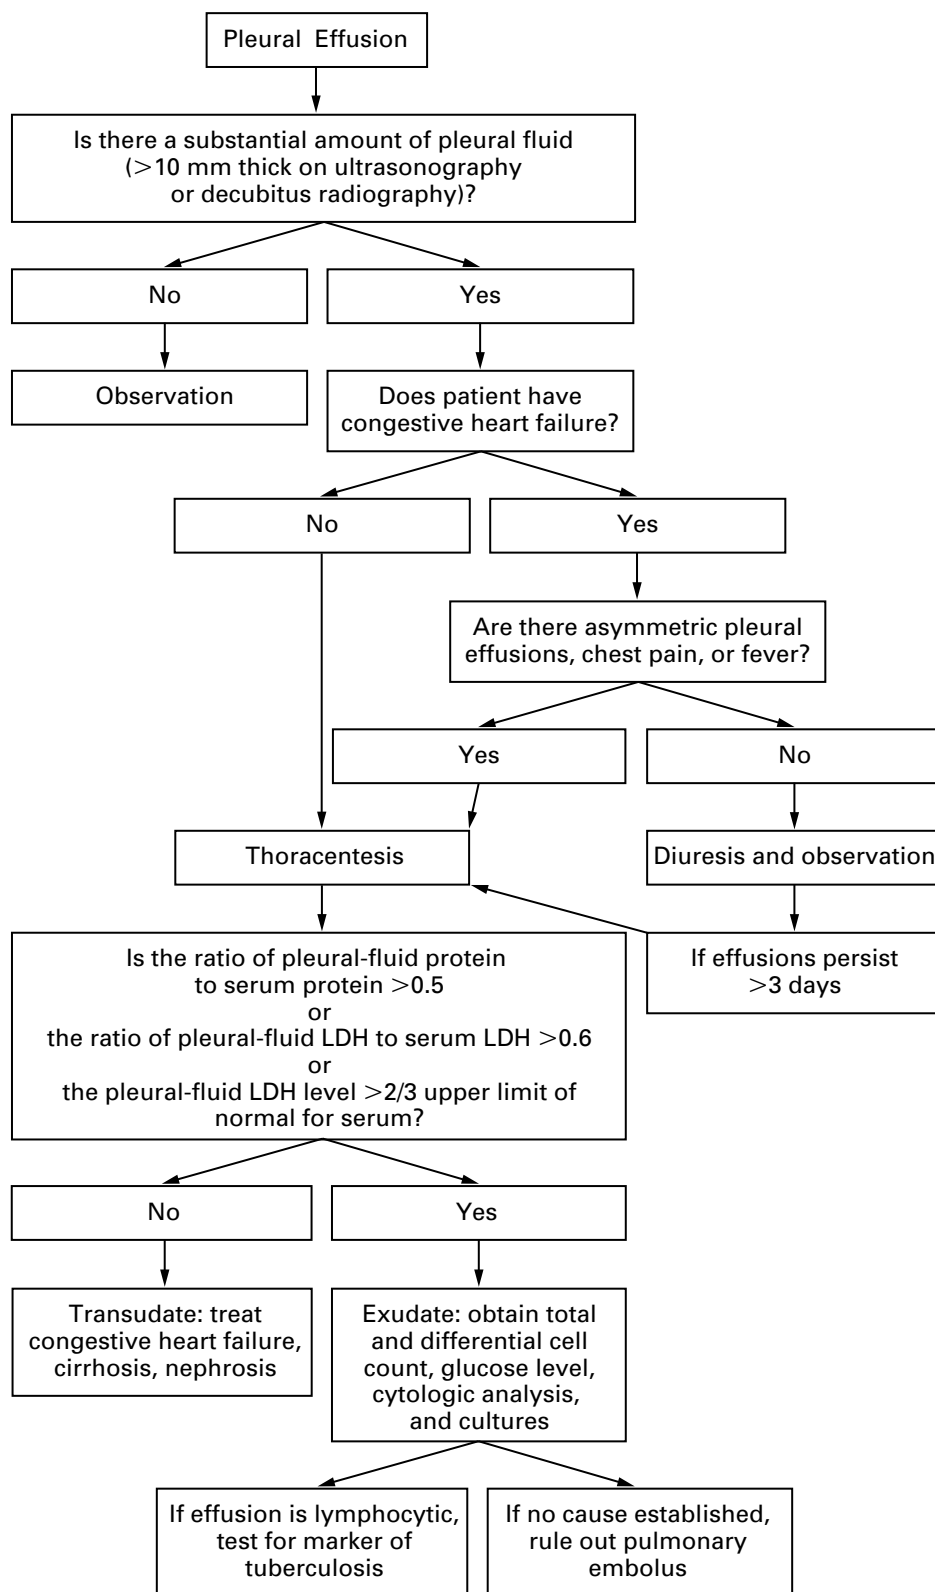 Pleural Effusion
Is there a substantial amount of pleural fluid
(>10 mm thick on ultrasonography
or decubitus radiography)?
No
Yes
Observation
Does patient have
congestive heart failure?
No
Yes
Are there asymmetric pleural
effusions, chest pain, or fever?
Yes
No
Thoracentesis
Diuresis and observation
Is the ratio of pleural-fluid protein
to serum protein >0.5
or
the ratio of pleural-fluid LDH to serum LDH >0.6
or
the pleural-fluid LDH level >2/3 upper limit of
normal for serum?
If effusions persist
>3 days
No
Yes
Transudate: treat
congestive heart failure,
cirrhosis, nephrosis
Exudate: obtain total
and differential cell
count, glucose level,
cytologic analysis,
and cultures
If effusion is lymphocytic,
test for marker of
tuberculosis
If no cause established,
rule out pulmonary
embolus